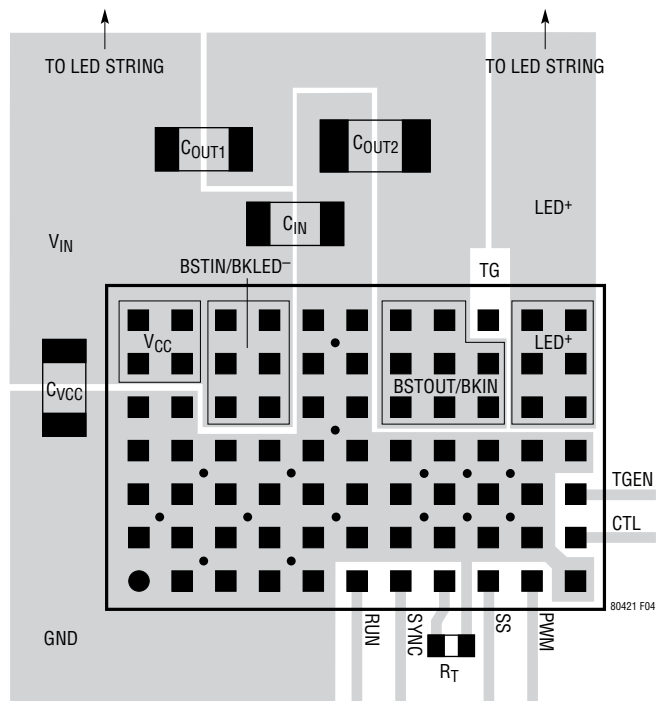 TO LED STRING
TO LED STRING
COUT1
COUT2
CIN
VIN
LED+
BSTIN/BKLED–
TG
VCC
LED+
CVCC
BSTOUT/BKIN
TGEN
CTL
80421 F04
GND
RUN
SYNC
RT
SS
PWM